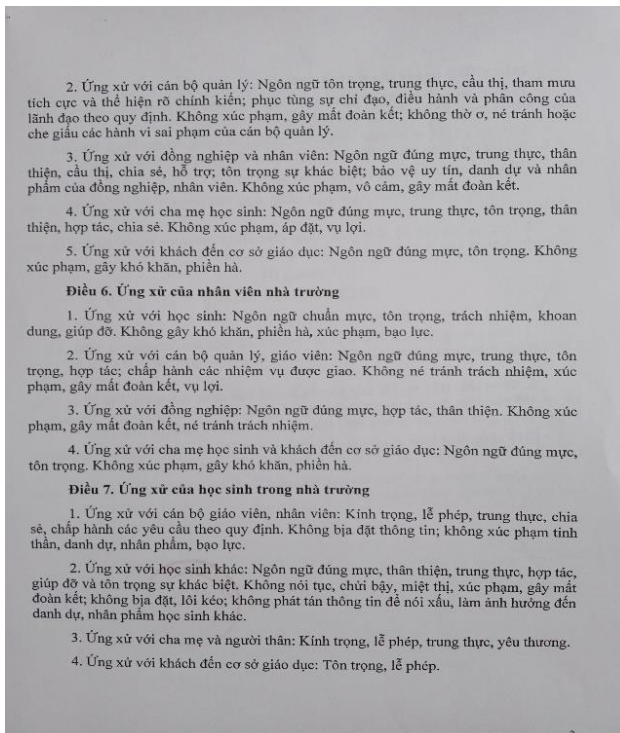 2. Ứng xử với cán bộ quản lý: Ngôn ngữ tôn trọng, trung thực, cầu thị, tham mưu
tích cực và thể hiện rõ chính kiến; phục tùng sự chỉ đạo, điều hành và phân công của
lãnh đạo theo quy định. Không xúc phạm, gây mất đoàn kết; không thờ ơ, né tránh hoặc
che giấu các hành vi sai phạm của cán bộ quản lý.
3. Ứng xử với đồng nghiệp và nhân viên: Ngôn ngữ đúng mực, trung thực, thân
thiện, cầu thị, chia sẻ, hỗ trợ; tôn trọng sự khác biệt; bảo vệ uy tín, danh dự và nhân
phẩm của đồng nghiệp, nhân viên. Không xúc phạm, vô cảm, gây mất đoàn kết.
4. Ứng xử với cha mẹ học sinh: Ngôn ngữ đúng mực, trung thực, tôn trọng, thân
thiện, hợp tác, chia sẻ. Không xúc phạm, áp đặt, vụ lợi.
5. Ứng xử với khách đến cơ sở giáo dục: Ngôn ngữ đúng mực, tôn trọng. Không
xúc phạm, gây khó khăn, phiền hà.
Điều 6. Ứng xử của nhân viên nhà trường
1. Ứng xử với học sinh: Ngôn ngữ chuẩn mực, tôn trọng, trách nhiệm, khoan
dung, giúp đỡ. Không gây khó khăn, phiền hà, xúc phạm, bạo lực.
2. Ứng xử với cán bộ quản lý, giáo viên: Ngôn ngữ đúng mực, trung thực, tôn
trọng, hợp tác; chấp hành các nhiệm vụ được giao. Không né tránh trách nhiệm, xúc
phạm, gây mất đoàn kết, vụ lợi.
3. Ứng xử với đồng nghiệp: Ngôn ngữ đúng mực, hợp tác, thân thiện. Không xúc
phạm, gây mất đoàn kết, né tránh trách nhiệm.
4. Ứng xử với cha mẹ học sinh và khách đến cơ sở giáo dục: Ngôn ngữ đúng mực,
tôn trọng. Không xúc phạm, gây khó khăn, phiền hà.
Điều 7. Ứng xử của học sinh trong nhà trường
1. Ứng xử với cán bộ giáo viên, nhân viên: Kính trọng, lễ phép, trung thực, chia
sẻ, chấp hành các yêu cầu theo quy định. Không bịa đặt thông tin; không xúc phạm tinh
thần, danh dự, nhân phẩm, bạo lực.
2. Ứng xử với học sinh khác: Ngôn ngữ đúng mực, thân thiện, trung thực, hợp tác,
giúp đỡ và tôn trọng sự khác biệt. Không nói tục, chửi bậy, miệt thị, xúc phạm, gây mất
đoàn kết; không bịa đặt, lôi kéo; không phát tán thông tin để nói xấu, làm ảnh hưởng đến
danh dự, nhân phẩm học sinh khác.
3. Ứng xử với cha mẹ và người thân: Kính trọng, lễ phép, trung thực, yêu thương.
4. Ứng xử với khách đến cơ sở giáo dục: Tôn trọng, lễ phép.